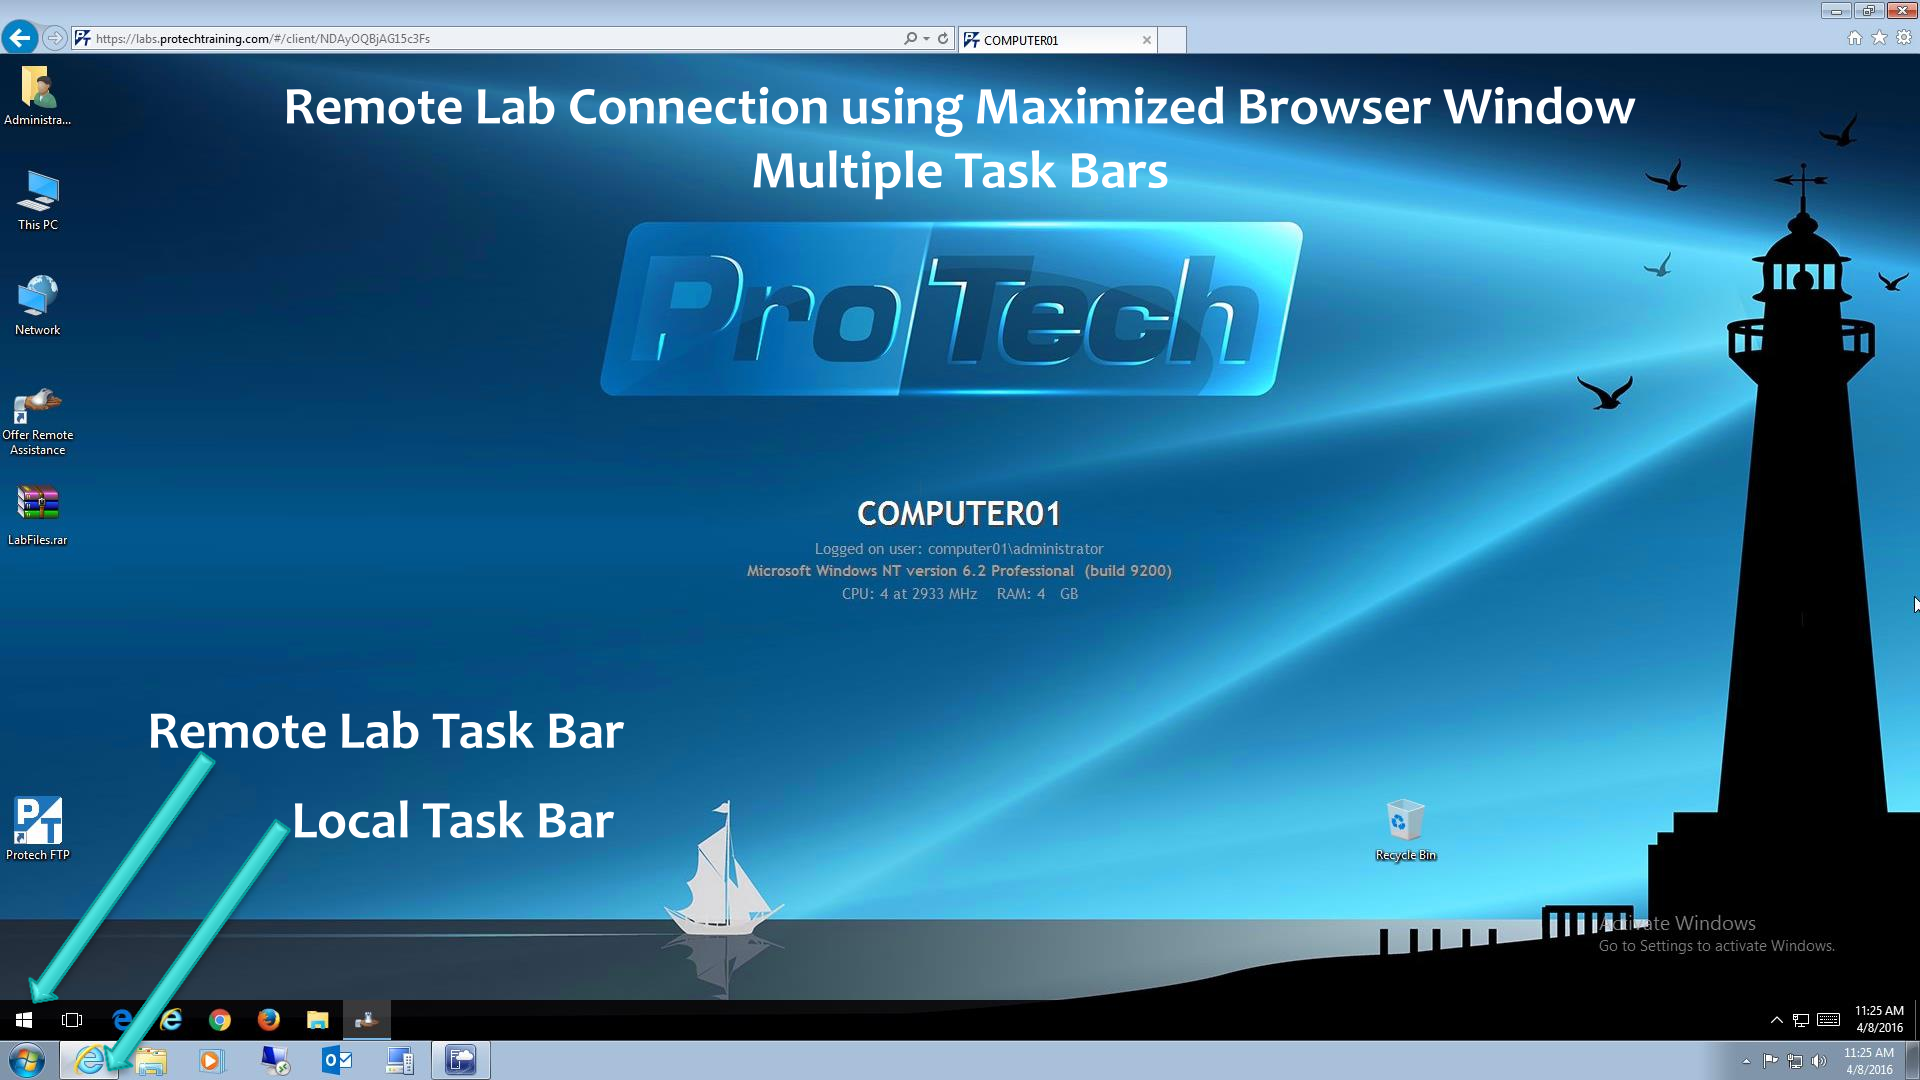 https://labs.protechtraining.com/#/client/NDAyOQBjAG15c3Fs
COMPUTER01
Administra...
Remote Lab Connection using Maximized Browser Window
Multiple Task Bars
This PC
ProTech
Network
Offer Remote
Assistance
COMPUTER01
LabFiles.rar
Logged on user: computer01\administrator
Microsoft Windows NT version 6.2 Professional (build 9200)
CPU: 4 at 2933 MHz RAM: 4 GB
Remote Lab Task Bar
Local Task Bar
PT
Protech FTP
Recycle Bin
Activate Windows
Go to Settings to activate Windows.
11:25 AM
4/8/2016
11:25 AM
4/8/2016